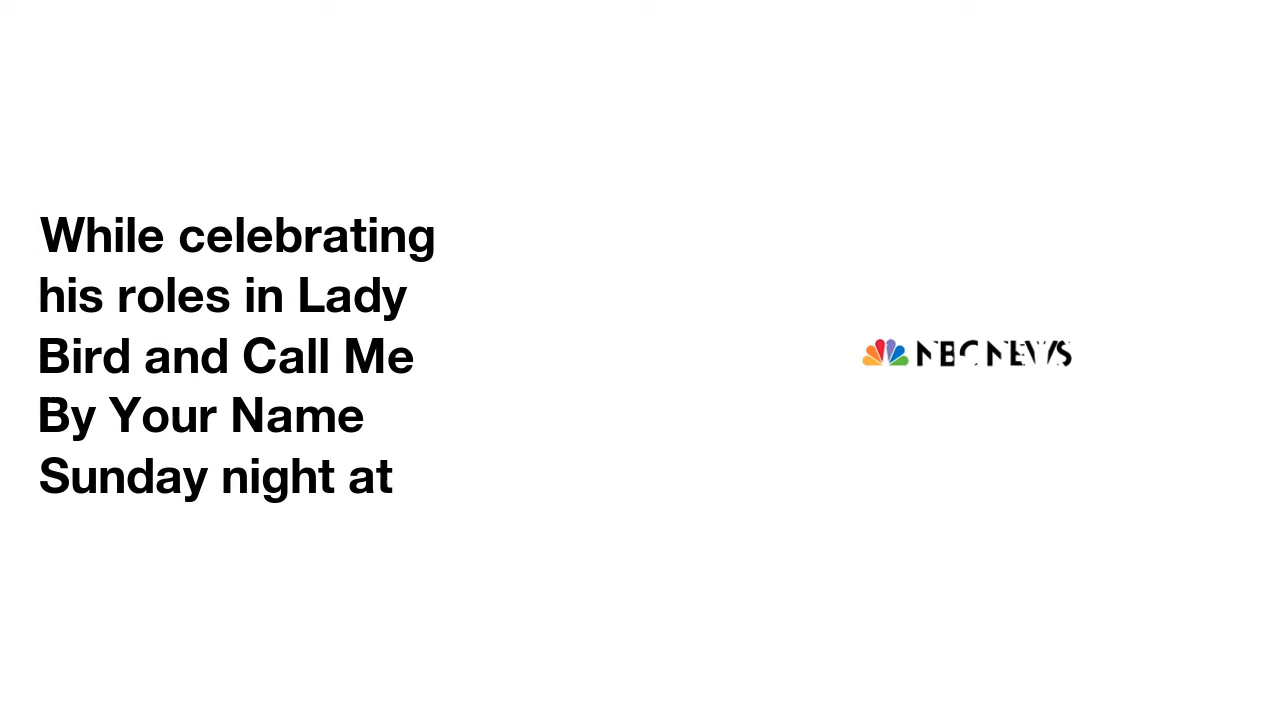 While celebrating
his roles in Lady
Bird and Call Me
By Your Name
Sunday night at
NBC NEWS